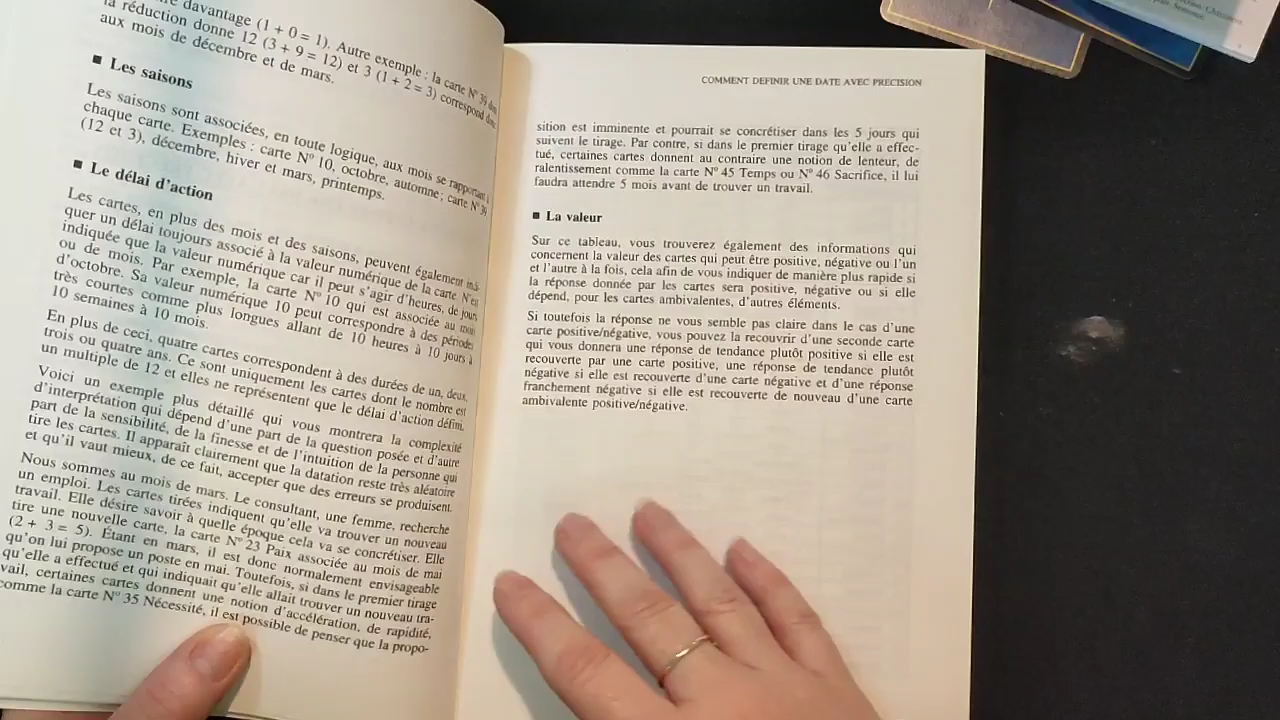 davantage (1 + 0 = 1). Autre exemple : la carte N° 39 don
la réduction donne 12 (3 + 9 = 12) et 3 (1 + 2 = 3) correspond donc
aux mois de décembre et de mars.
■ Les saisons
Les saisons sont associées, en toute logique, aux mois se rapportant à
chaque carte. Exemples : carte N° 10, octobre, automne ; carte N° 39
(12 et 3), décembre, hiver et mars, printemps.
■ Le délai d'action
Les cartes, en plus des mois et des saisons, peuvent également indi-
quer un délai toujours associé à la valeur numérique de la carte. N'est
indiquée que la valeur numérique car il peut s'agir d'heures, de jours
ou de mois. Par exemple, la carte N° 10 qui est associée au mois
d'octobre. Sa valeur numérique 10 peut correspondre à des périodes
très courtes comme plus longues allant de 10 heures à 10 jours à
10 semaines à 10 mois.
En plus de ceci, quatre cartes correspondent à des durées de un, deux,
trois ou quatre ans. Ce sont uniquement les cartes dont le nombre est
un multiple de 12 et elles ne représentent que le délai d'action défini.
Voici un exemple plus détaillé qui vous montrera la complexité
d'interprétation qui dépend d'une part de la question posée et d'autre
part de la sensibilité, de la finesse et de l'intuition de la personne qui
tire les cartes. Il apparaît clairement que la datation reste très aléatoire
et qu'il vaut mieux, de ce fait, accepter que des erreurs se produisent.
Nous sommes au mois de mars. Le consultant, une femme, recherche
un emploi. Les cartes tirées indiquent qu'elle va trouver un nouveau
travail. Elle désire savoir à quelle époque cela va se concrétiser. Elle
tire une nouvelle carte, la carte N° 23 Paix associée au mois de mai
(2 + 3 = 5). Étant en mars, il est donc normalement envisageable
qu'on lui propose un poste en mai. Toutefois, si dans le premier tirage
qu'elle a effectué et qui indiquait qu'elle allait trouver un nouveau tra-
vail, certaines cartes donnent une notion d'accélération, de rapidité,
comme la carte N° 35 Nécessité, il est possible de penser que la propo-
COMMENT DEFINIR UNE DATE AVEC PRECISION
sition est imminente et pourrait se concrétiser dans les 5 jours qui
suivent le tirage. Par contre, si dans le premier tirage qu'elle a effec-
tué, certaines cartes donnent au contraire une notion de lenteur, de
ralentissement comme la carte N° 45 Temps ou N° 46 Sacrifice, il lui
faudra attendre 5 mois avant de trouver un travail.
■ La valeur
Sur ce tableau, vous trouverez également des informations qui
concernent la valeur des cartes qui peut être positive, négative ou l'un
et l'autre à la fois, cela afin de vous indiquer de manière plus rapide si
la réponse donnée par les cartes sera positive, négative ou si elle
dépend, pour les cartes ambivalentes, d'autres éléments.
Si toutefois la réponse ne vous semble pas claire dans le cas d'une
carte positive/négative, vous pouvez la recouvrir d'une seconde carte
qui vous donnera une réponse de tendance plutôt positive si elle est
recouverte par une carte positive, une réponse de tendance plutôt
négative si elle est recouverte d'une carte négative et d'une réponse
franchement négative si elle est recouverte de nouveau d'une carte
ambivalente positive/négative.